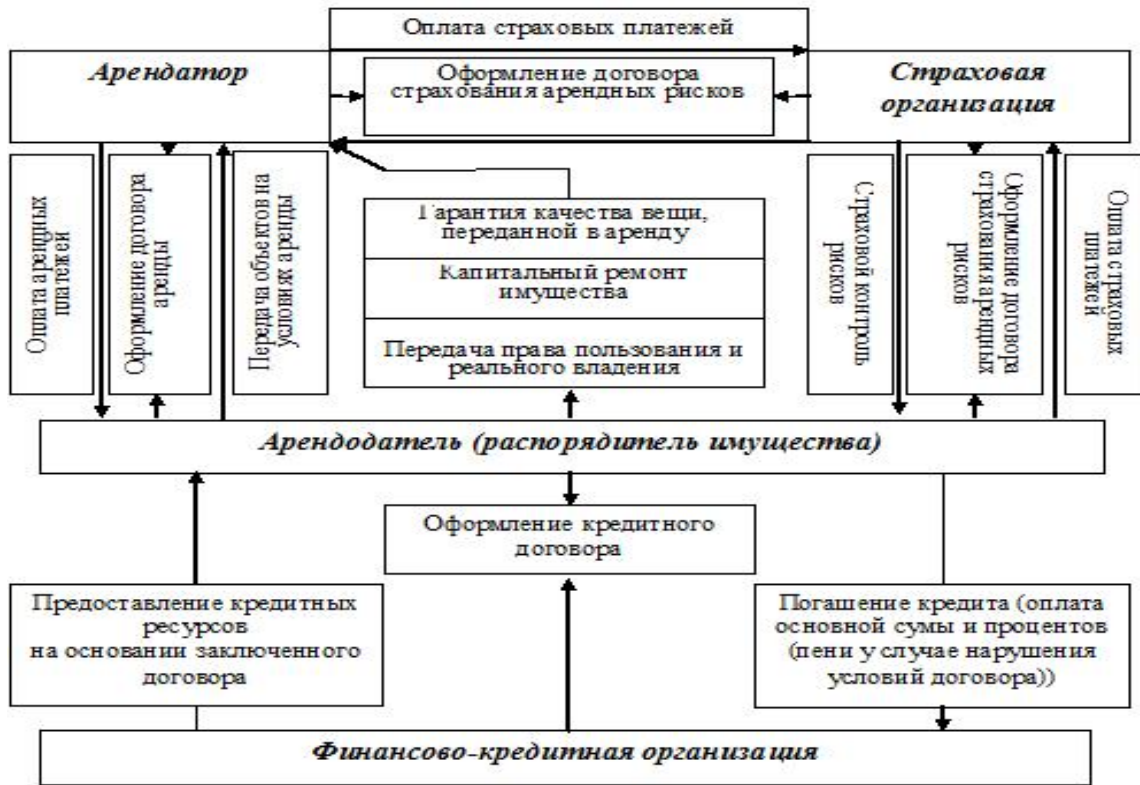 Оплата страховых платежей
Арендатор
Оформление договора
страхования арендных рисков
Страховая
организация
Оплата арендных
платежей
Оформление договора
аренды
Передача объектов на
условиях аренды
Гарантия качества вещи,
переданной в аренду
Капитальный ремонт
имущества
Передача права пользования и
реального владения
Страховой контроль
рисков
Оформление договора
страхования арендных
рисков
Оплата страховых
платежей
Арендодатель (распорядитель имущества)
Оформление кредитного
договора
Предоставление кредитных
ресурсов
на основании заключенного
договора
Погашение кредита (оплата
основной суммы и процентов
(пени у случае нарушения
условий договора))
Финансово-кредитная организация